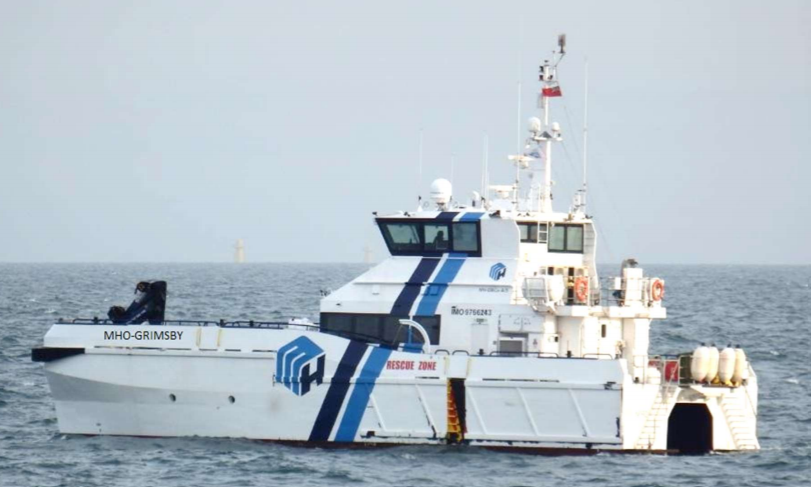 IMO 9766243
MHO-GRIMSBY
RESCUE ZONE
H